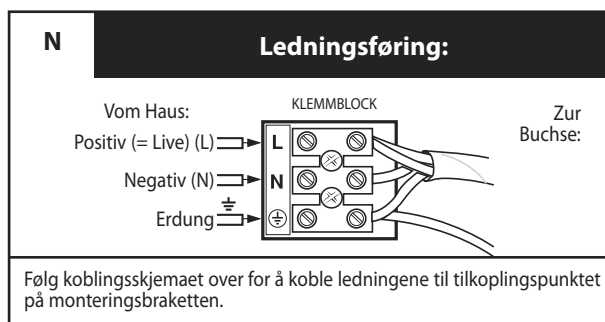 N
Ledningsføring:
Vom Haus:
KLEMMBLOCK
Zur
Buchse:
Positiv (= Live) (L)
L
Negativ (N)
N
Erdung
Følg koblingsskjemaet over for å koble ledningene til tilkoplingspunktet
på monteringsbraketten.